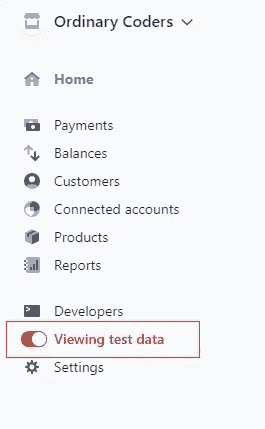 Ordinary Coders
Home
Payments
Balances
Customers
Connected accounts
Products
Reports
Developers
Viewing test data
Settings